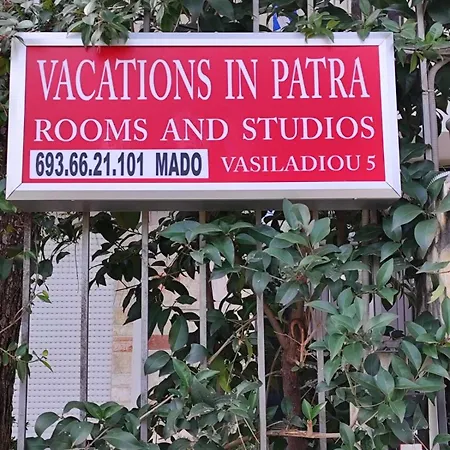 VACATIONS IN PATRA
ROOMS AND STUDIOS
693.66.21.101 MADO VASILADIOU 5